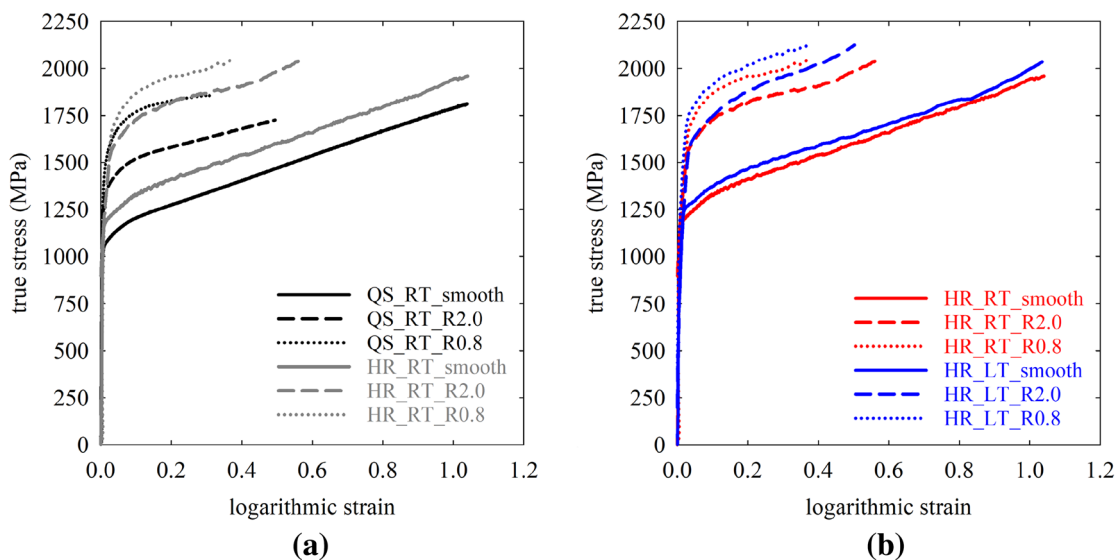 2250
2000
1750
1500
1250
1000
750
500
250
0
true stress (MPa)
QS_RT_smooth
QS_RT_R2.0
QS_RT_R0.8
HR_RT_smooth
HR_RT_R2.0
HR_RT_R0.8
0.0 0.2 0.4 0.6 0.8 1.0 1.2
logarithmic strain
(a)
2250
2000
1750
1500
1250
1000
750
500
250
0
true stress (MPa)
HR_RT_smooth
HR_RT_R2.0
HR_RT_R0.8
HR_LT_smooth
HR_LT_R2.0
HR_LT_R0.8
0.0 0.2 0.4 0.6 0.8 1.0 1.2
logarithmic strain
(b)